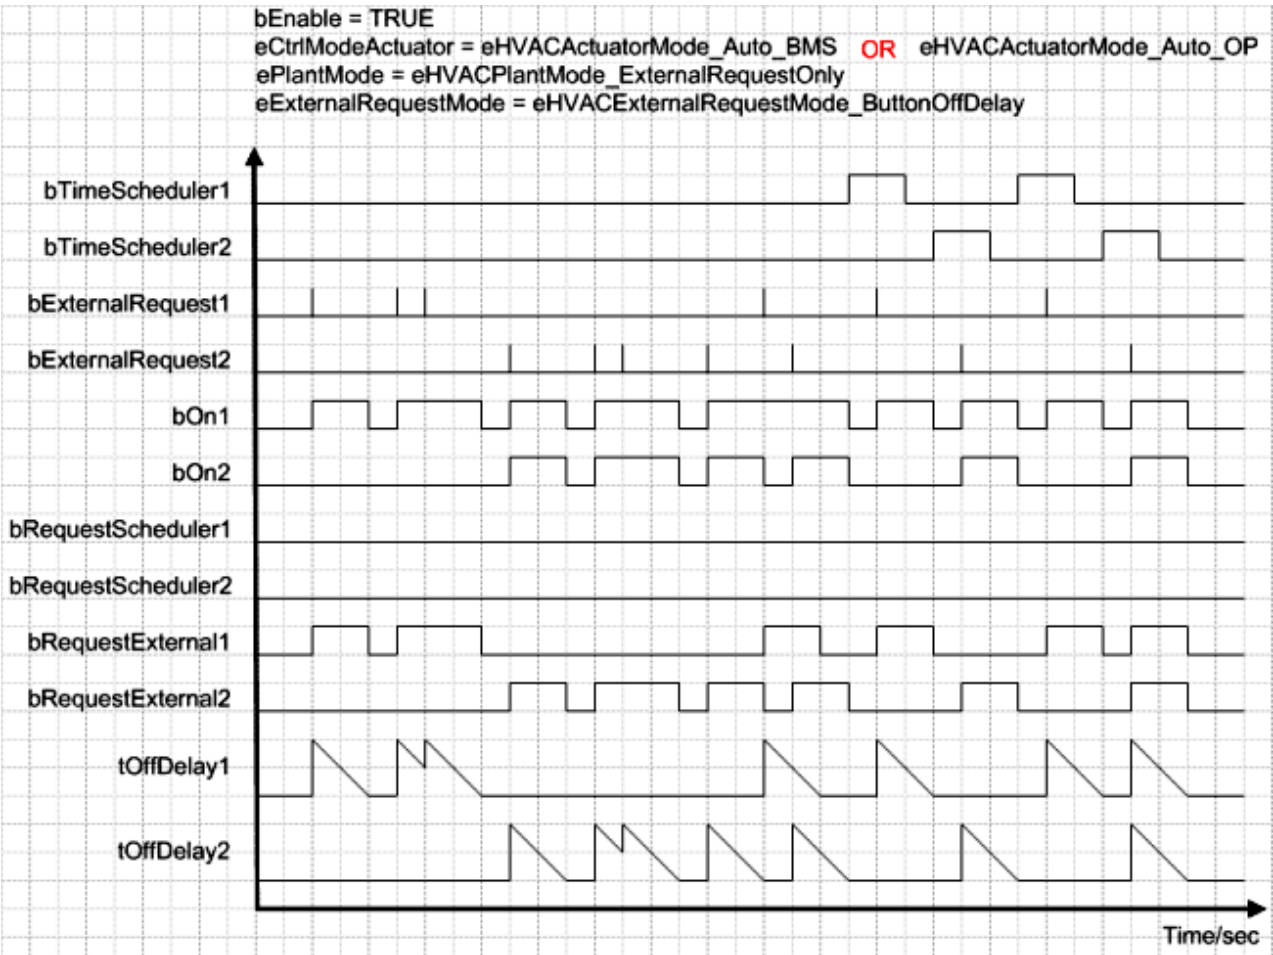 bEnable = TRUE
eCtrlModeActuator = eHVACActuatorMode_Auto_BMS OR eHVACActuatorMode_Auto_OP
ePlantMode = eHVACPlantMode_ExternalRequestOnly
eExternalRequestMode = eHVACExternalRequestMode_ButtonOffDelay
bTimeScheduler1
bTimeScheduler2
bExternalRequest1
bExternalRequest2
bOn1
bOn2
bRequestScheduler1
bRequestScheduler2
bRequestExternal1
bRequestExternal2
tOffDelay1
tOffDelay2
Time/sec